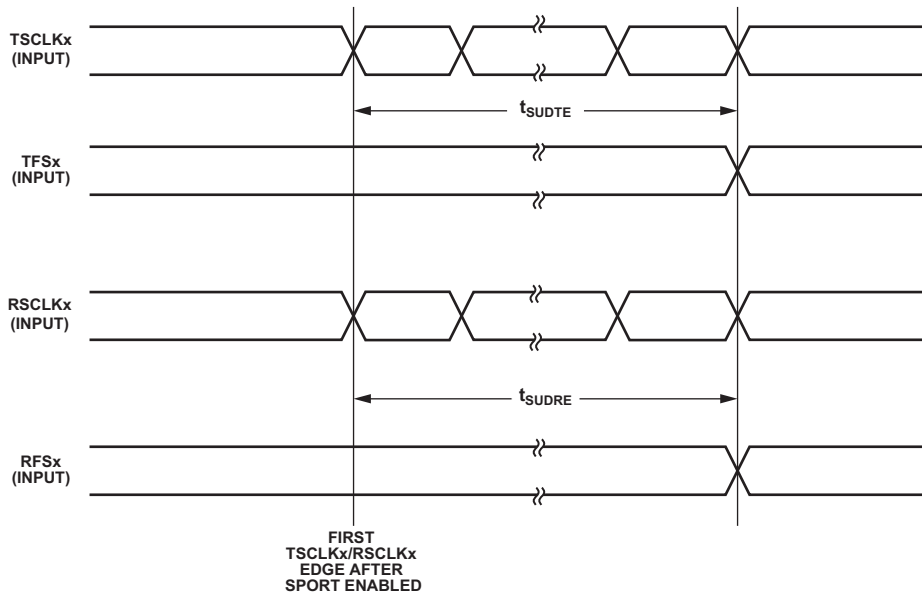 TSCLKx
(INPUT)
tSUDTE
TFSx
(INPUT)
RSCLKx
(INPUT)
tSUDRE
RFSx
(INPUT)
FIRST
TSCLKx/RSCLKx
EDGE AFTER
SPORT ENABLED